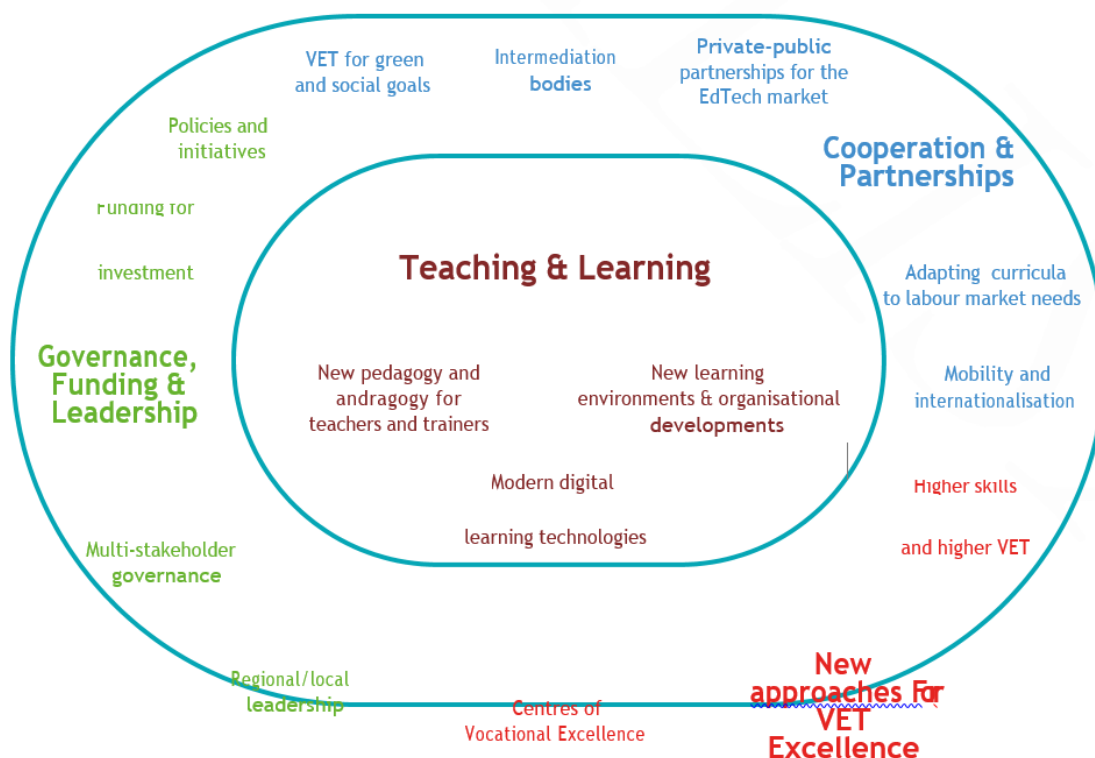 VET for green
and social goals
Intermediation
bodies
Private-public
partnerships for the
EdTech market
Policies and
initiatives
Cooperation &
Partnerships
Funding for
investment
Teaching & Learning
Adapting curricula
to labour market needs
Governance,
Funding &
Leadership
New pedagogy and
andragogy for
teachers and trainers
New learning
environments & organisational
developments
Mobility and
internationalisation
Modern digital
learning technologies
Higher skills
and higher VET
Multi-stakeholder
governance
Regional/local
leadership
Centres of
Vocational Excellence
New
approaches For
VET
Excellence